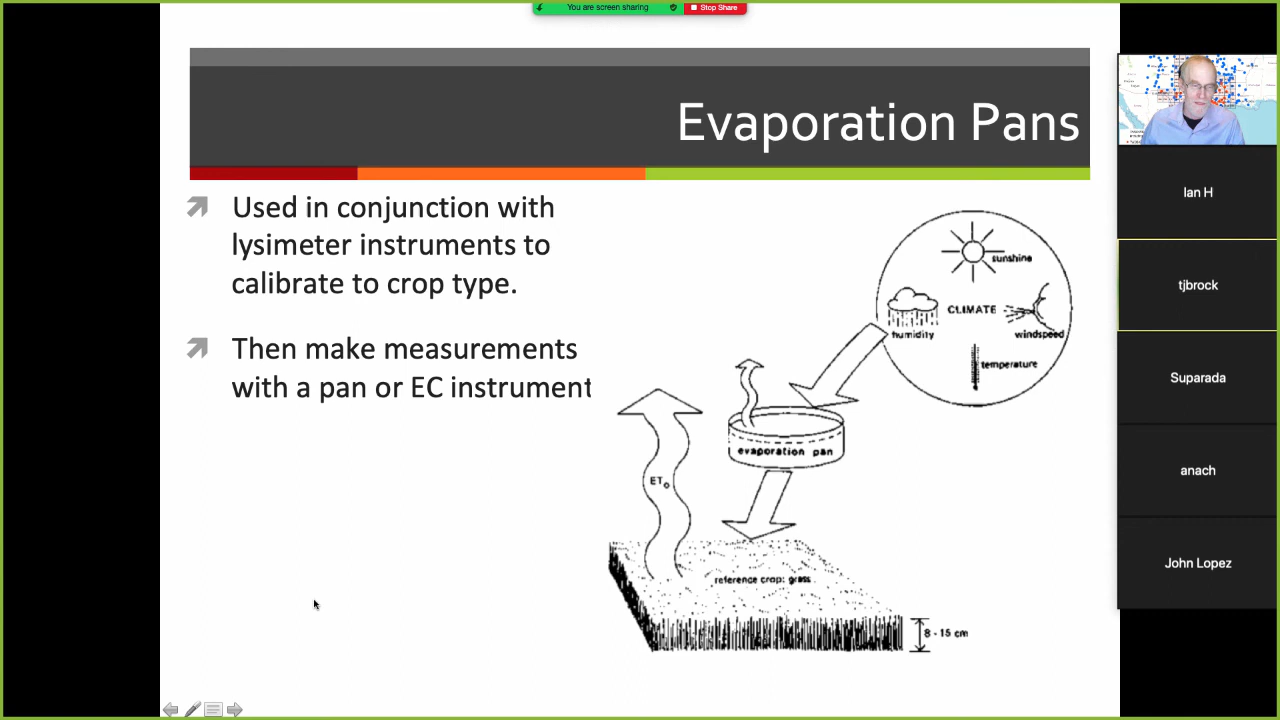 You are screen sharing
Stop Share
Evaporation Pans
Used in conjunction with
lysimeter instruments to
calibrate to crop type.
Then make measurements
with a pan or EC instrument
sunshine
CLIMATE
humidity
windspeed
temperature
evaporation pan
ETo
reference crop: grass
8 - 15 cm
Ian H
tjbrock
Suparada
anach
John Lopez